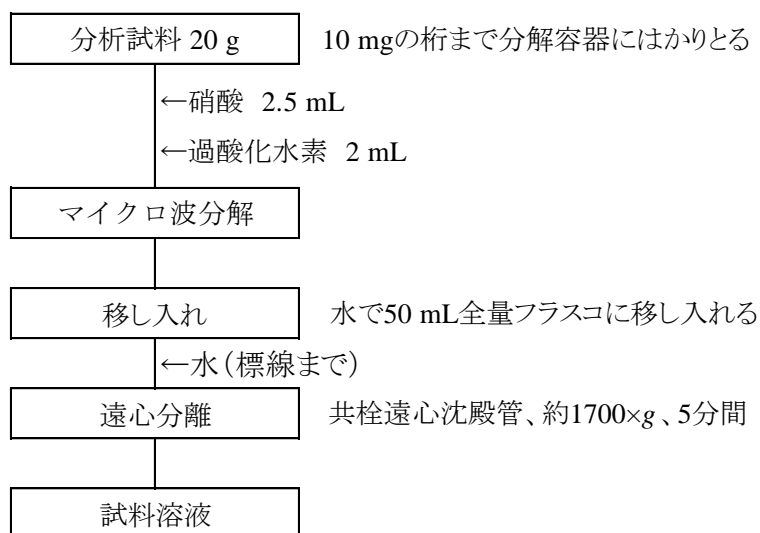 分析試料 20 g 10 mgの桁まで分解容器にはかりとる
←硝酸 2.5 mL
←過酸化水素 2 mL
マイクロ波分解
移し入れ 水で50 mL全量フラスコに移し入れる
←水(標線まで)
遠心分離 共栓遠心沈殿管、約1700×g、5分間
試料溶液